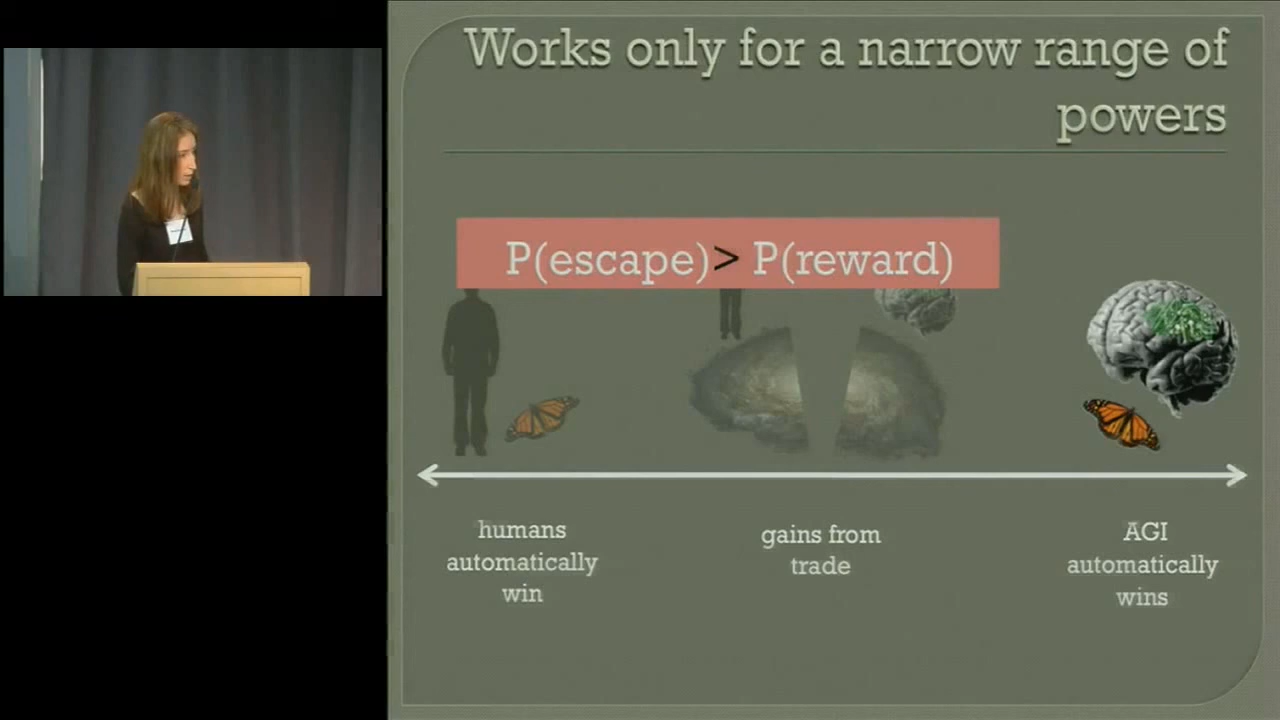 Works only for a narrow range of
powers
P(escape)> P(reward)
humans
automatically
win
gains from
trade
AGI
automatically
wins